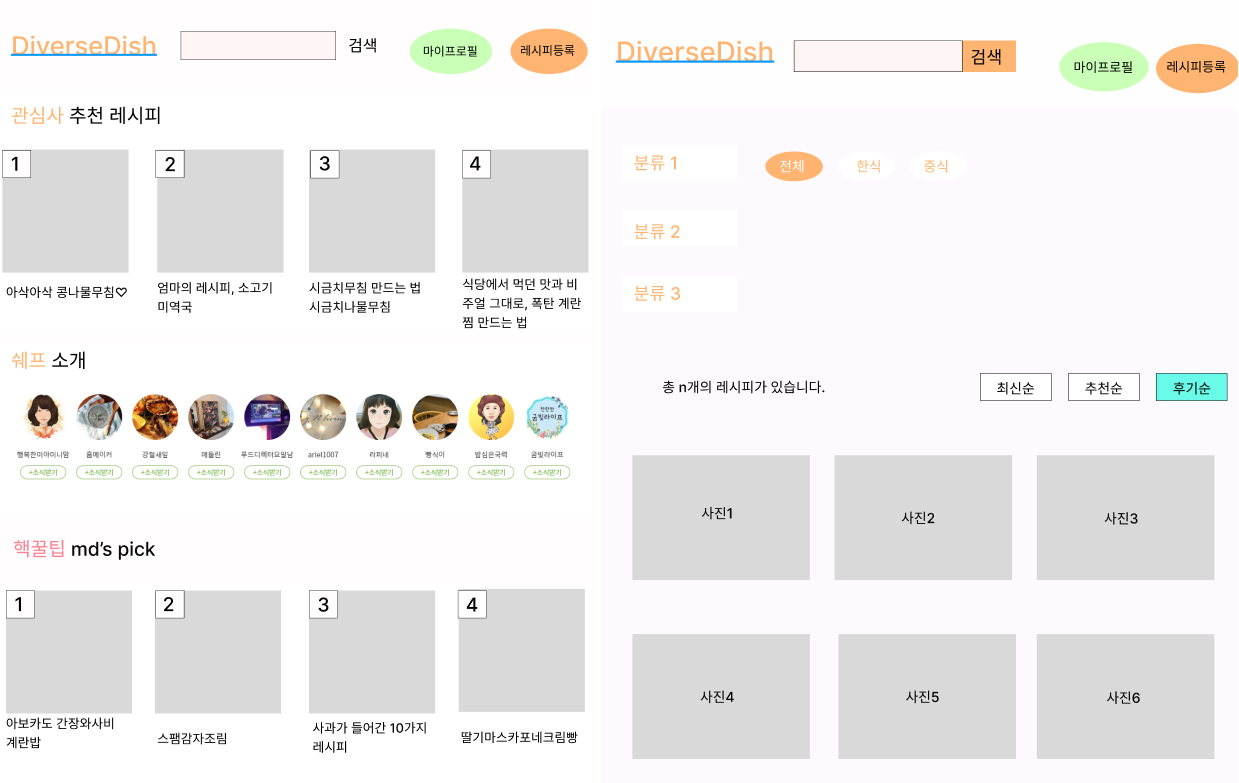 DiverseDish
검색
마이프로필
레시피등록
관심사 추천 레시피
1
2
3
4
아삭아삭 콩나물무침♡
엄마의 레시피, 소고기
미역국
시금치무침 만드는 법
시금치나물무침
식당에서 먹던 맛과 비
주얼 그대로, 폭탄 계란
찜 만드는 법
쉐프 소개
행복한미야미니맘
홈메이커
강철새잎
매들린
푸드디렉터요일남
ariel1007
라피네
빵식이
밥심은국력
금빛라이프
+소식받기
+소식받기
+소식받기
+소식받기
+소식받기
+소식받기
+소식받기
+소식받기
+소식받기
+소식받기
핵꿀팁 md's pick
1
2
3
4
아보카도 간장와사비
계란밥
스팸감자조림
사과가 들어간 10가지
레시피
딸기마스카포네크림빵
DiverseDish
검색
마이프로필
레시피등록
분류 1
전체
한식
중식
분류 2
분류 3
총 n개의 레시피가 있습니다.
최신순
추천순
후기순
사진1
사진2
사진3
사진4
사진5
사진6